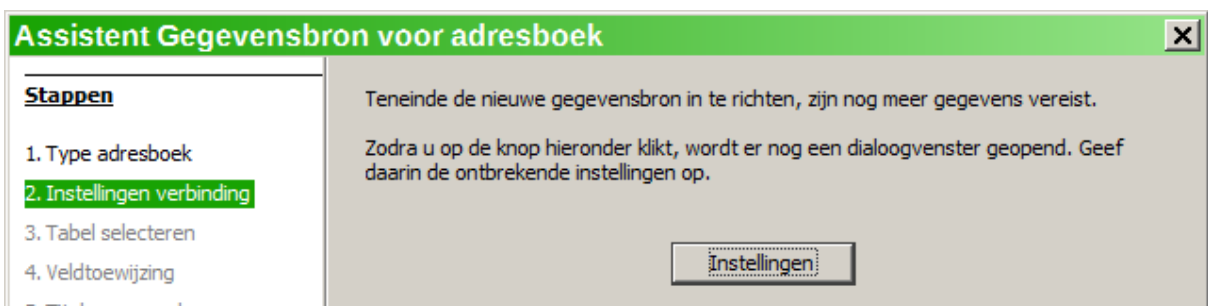 Assistent Gegevensbron voor adresboek
Stappen
1. Type adresboek
2. Instellingen verbinding
3. Tabel selecteren
4. Veldtoewijzing
Teneinde de nieuwe gegevensbron in te richten, zijn nog meer gegevens vereist.
Zodra u op de knop hieronder klikt, wordt er nog een dialoogvenster geopend. Geef
daarin de ontbrekende instellingen op.
Instellingen